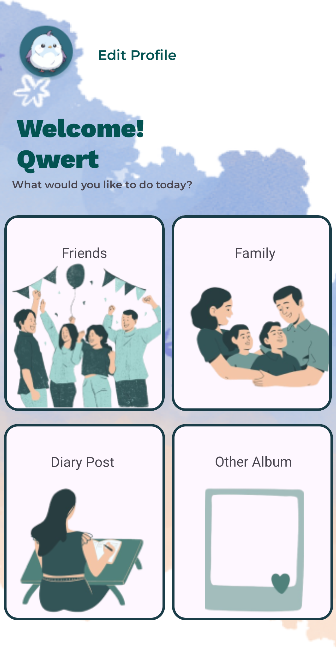 Edit Profile
Welcome!
Qwert
What would you like to do today?
Friends
Family
Diary Post
Other Album